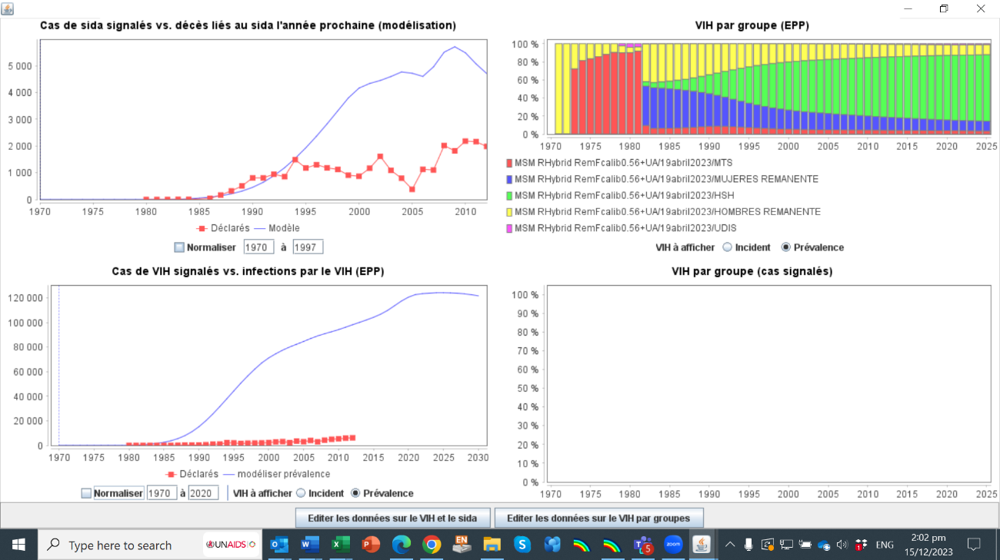 Cas de sida signalés vs. décès liés au sida l'année prochaine (modélisation)
5 000
4 000
3 000
2 000
1 000
0
1970 1975 1980 1985 1990 1995 2000 2005 2010
Déclarés Modèle
Normaliser 1970 à 1997
VIH par groupe (EPP)
100 %
80 %
60 %
40 %
20 %
0 %
1970 1975 1980 1985 1990 1995 2000 2005 2010 2015 2020 2025
MSM RHybrid RemFcalib0.56+UA/19abril2023/MTS
MSM RHybrid RemFcalib0.56+UA/19abril2023/MUJERES REMANENTE
MSM RHybrid RemFcalib0.56+UA/19abril2023/HSH
MSM RHybrid RemFcalib0.56+UA/19abril2023/HOMBRES REMANENTE
MSM RHybrid RemFcalib0.56+UA/19abril2023/UDIS
VIH à afficher Incident Prévalence
Cas de VIH signalés vs. infections par le VIH (EPP)
120 000
100 000
80 000
60 000
40 000
20 000
0
1970 1975 1980 1985 1990 1995 2000 2005 2010 2015 2020 2025 2030
Déclarés modéliser prévalence
Normaliser 1970 à 2020 VIH à afficher Incident Prévalence
VIH par groupe (cas signalés)
100 %
90 %
80 %
70 %
60 %
50 %
40 %
30 %
20 %
10 %
0 %
1970 1975 1980 1985 1990 1995 2000 2005 2010 2015 2020 2025
Editer les données sur le VIH et le sida Editer les données sur le VIH par groupes
Type here to search UNAIDS EN 5 zoom 1 ENG 2:02 pm
15/12/2023